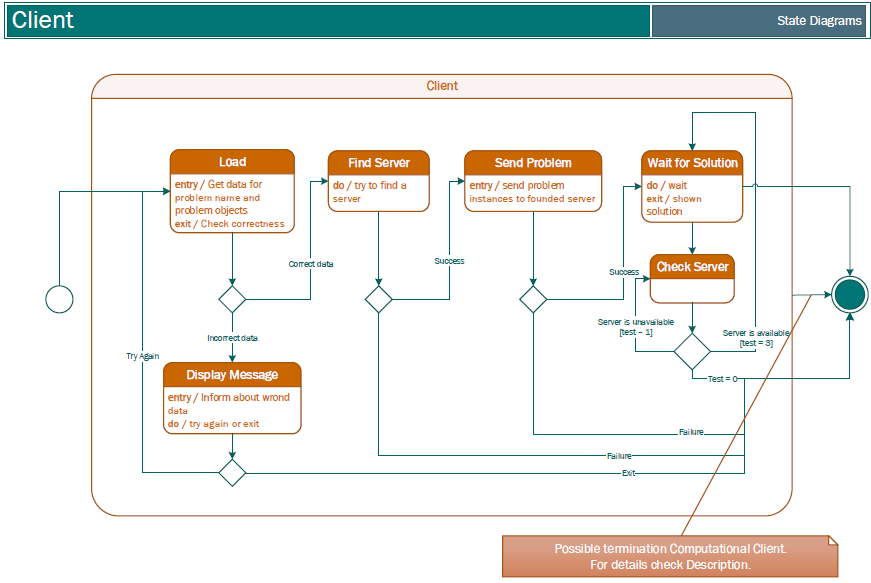 Client
State Diagrams
Client
Load
entry / Get data for
problem name and
problem objects
exit / Check correctness
Find Server
do / try to find a
server
Send Problem
entry / send problem
instances to founded server
Wait for Solution
do / wait
exit / shown
solution
Check Server
Correct data
Success
Success
Server is unavailable
[test - 1]
Server is available
[test = 3]
Incorrect data
Try Again
Display Message
entry / Inform about wrong
data
do / try again or exit
Test = 0
Failure
Failure
Exit
Possible termination Computational Client.
For details check Description.